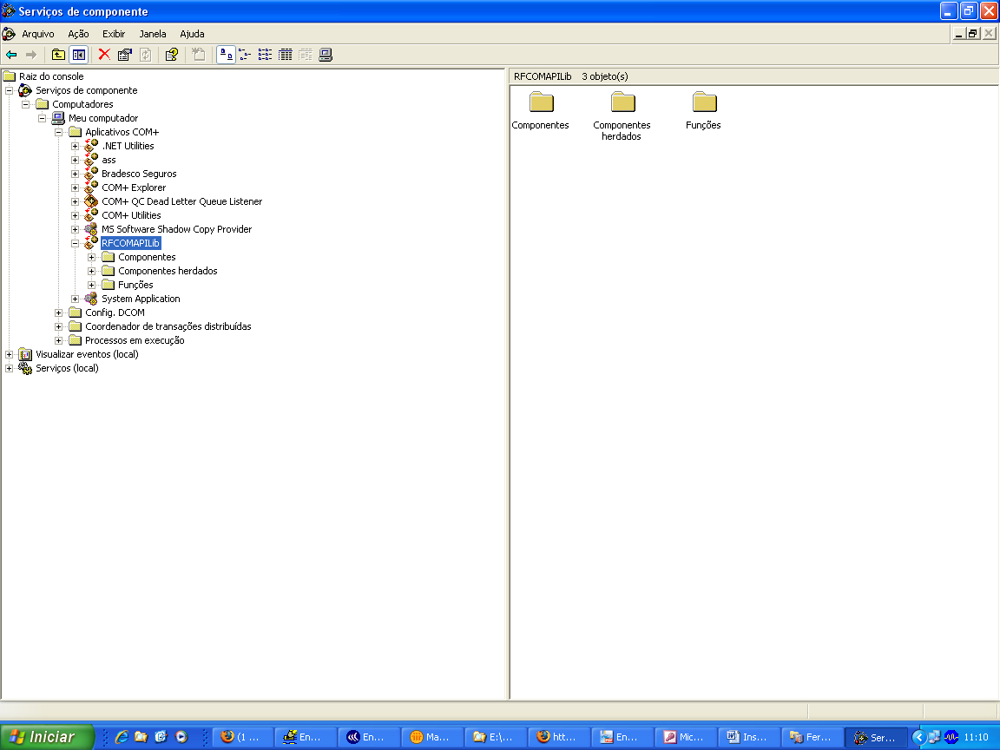 Serviços de componente
Arquivo Ação Exibir Janela Ajuda
Raiz do console
Serviços de componente
Computadores
Meu computador
Aplicativos COM+
.NET Utilities
ass
Bradesco Seguros
COM+ Explorer
COM+ QC Dead Letter Queue Listener
COM+ Utilities
MS Software Shadow Copy Provider
RFCOMAPILib
Componentes
Componentes herdados
Funções
System Application
Config. DCOM
Coordenador de transações distribuídas
Processos em execução
Visualizar eventos (local)
Serviços (local)
RFCOMAPILib 3 objeto(s)
Componentes
Componentes
herdados
Funções
Iniciar (1 ... En... En... Ma... E:\... htt... En... Mic... Ins... Fer... Ser... 11:10